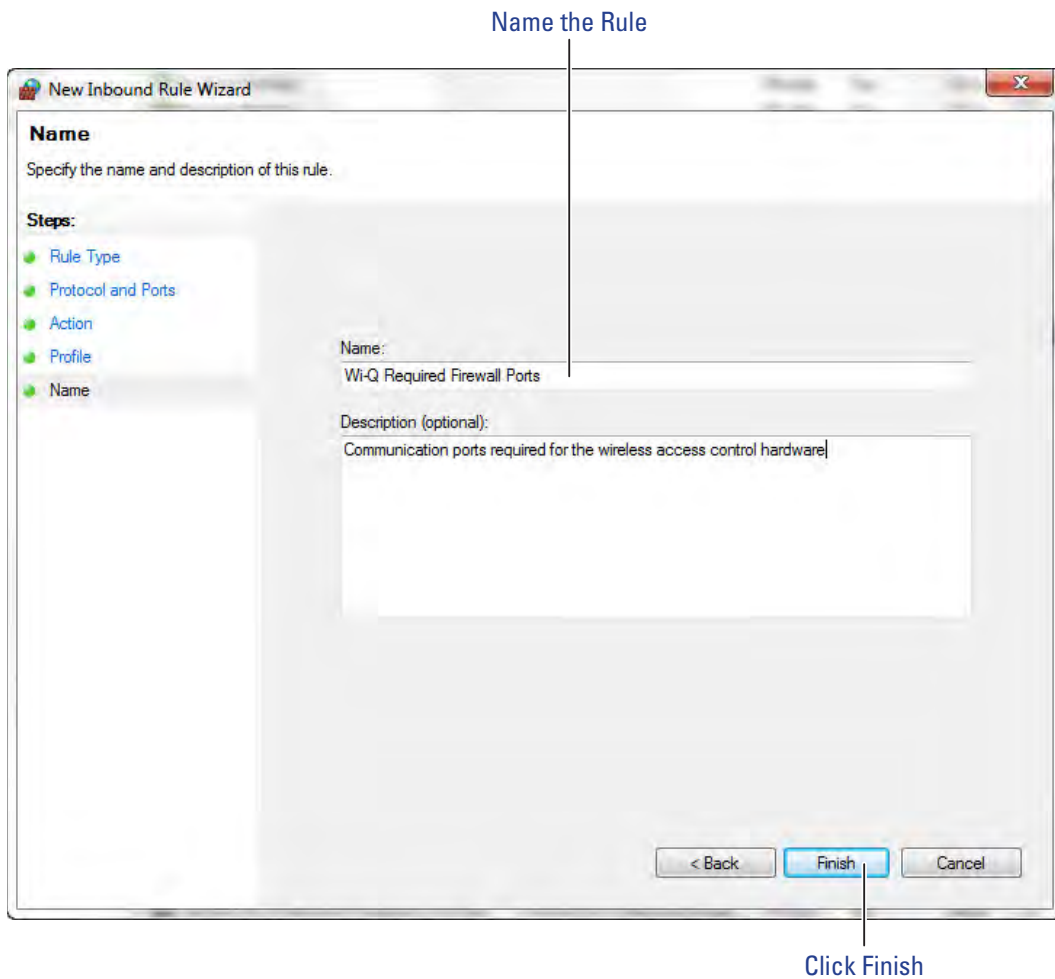 Name the Rule
New Inbound Rule Wizard
Name
Specify the name and description of this rule.
Steps:
Rule Type
Protocol and Ports
Action
Profile
Name
Name:
Wi-Q Required Firewall Ports
Description (optional):
Communication ports required for the wireless access control hardware
< Back
Finish
Cancel
Click Finish